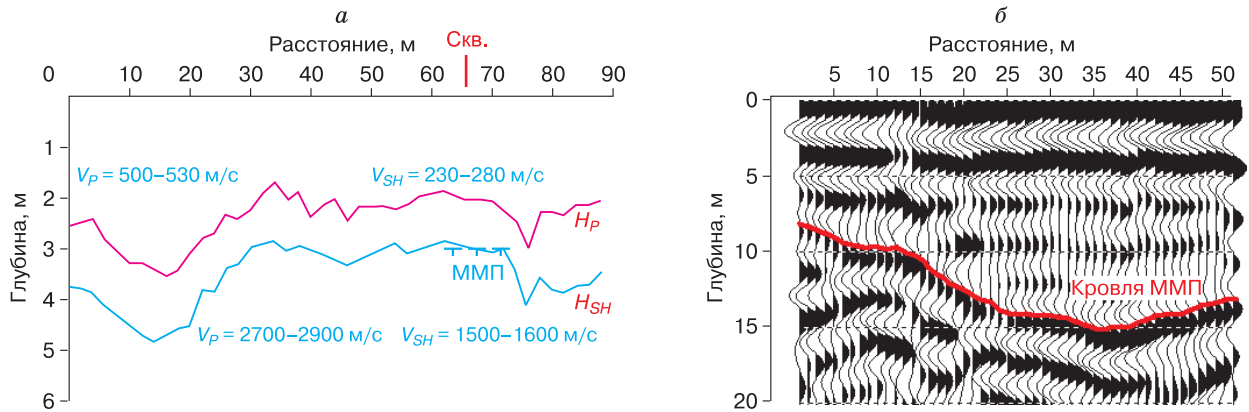 а
Расстояние, м
Скв.
0 10 20 30 40 50 60 70 80 90
Глубина, м
1
2
3
4
5
6
V_P = 500–530 м/с
V_SH = 230–280 м/с
H_P
ММП
H_SH
V_P = 2700–2900 м/с
V_SH = 1500–1600 м/с
б
Расстояние, м
5 10 15 20 25 30 35 40 45 50
Глубина, м
0
5
10
15
20
Кровля ММП